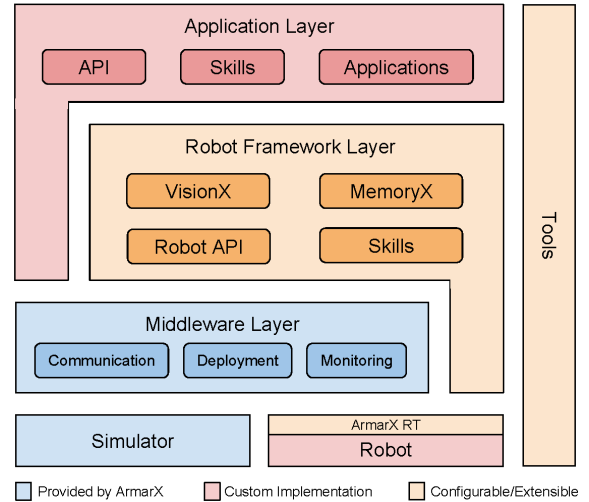 Application Layer
API
Skills
Applications
Robot Framework Layer
VisionX
MemoryX
Robot API
Skills
Tools
Middleware Layer
Communication
Deployment
Monitoring
Simulator
ArmarX RT
Robot
Provided by ArmarX
Custom Implementation
Configurable/Extensible